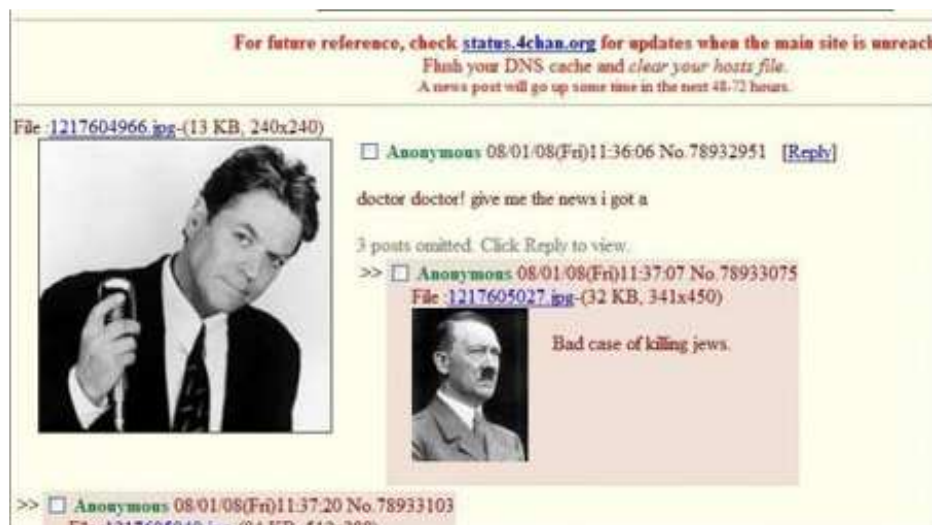 For future reference, check status.4chan.org for updates when the main site is unreach
Flush your DNS cache and clear your hosts file.
A news post will go up some time in the next 48-72 hours.
File :1217604966.jpg-(13 KB, 240x240)
Anonymous 08/01/08(Fri)11:36:06 No.78932951 [Reply]
doctor doctor! give me the news i got a
3 posts omitted. Click Reply to view.
>> Anonymous 08/01/08(Fri)11:37:07 No.78933075
File :1217605027.jpg-(32 KB, 341x450)
Bad case of killing jews.
>> Anonymous 08/01/08(Fri)11:37:20 No.78933103